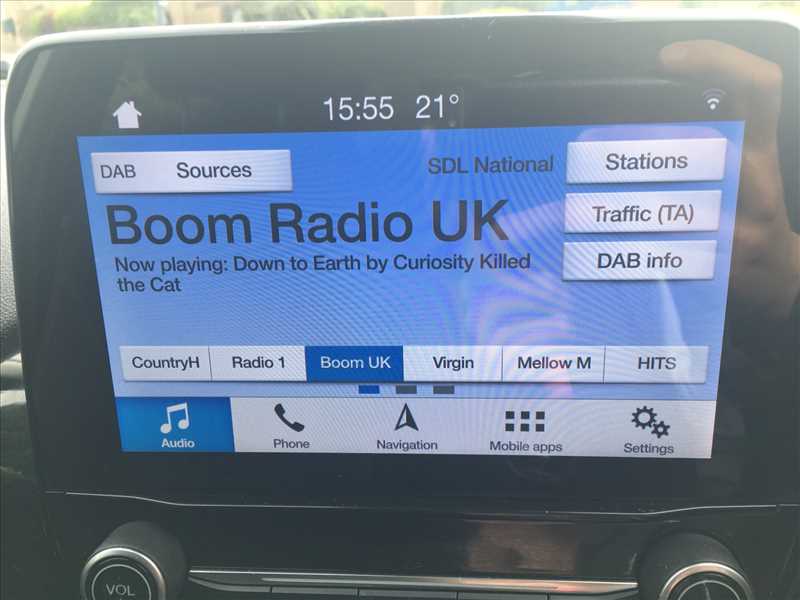 15:55 21°
DAB Sources
SDL National
Stations
Boom Radio UK
Traffic (TA)
Now playing: Down to Earth by Curiosity Killed
the Cat
DAB info
CountryH Radio 1 Boom UK Virgin Mellow M HITS
Audio Phone Navigation Mobile apps Settings
VOL